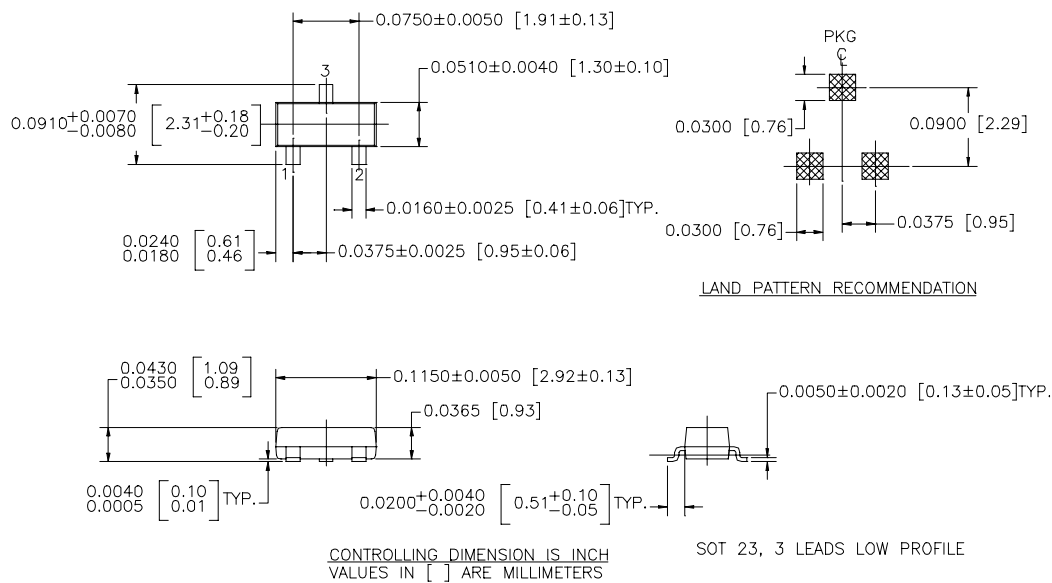 0.0750±0.0050 [1.91±0.13]
3
0.0510±0.0040 [1.30±0.10]
0.0910+0.0070 -0.0080 [2.31+0.18 -0.20]
1
2
0.0160±0.0025 [0.41±0.06]TYP.
0.0240 [0.61
0.0180 0.46]
0.0375±0.0025 [0.95±0.06]
PKG
CL
0.0300 [0.76]
0.0900 [2.29]
0.0300 [0.76]
0.0375 [0.95]
LAND PATTERN RECOMMENDATION
0.0430 [1.09
0.0350 0.89]
0.1150±0.0050 [2.92±0.13]
0.0365 [0.93]
0.0040 [0.10
0.0005 0.01] TYP.
0.0050±0.0020 [0.13±0.05]TYP.
0.0200+0.0040 -0.0020 [0.51+0.10 -0.05] TYP.
CONTROLLING DIMENSION IS INCH
VALUES IN [ ] ARE MILLIMETERS
SOT 23, 3 LEADS LOW PROFILE